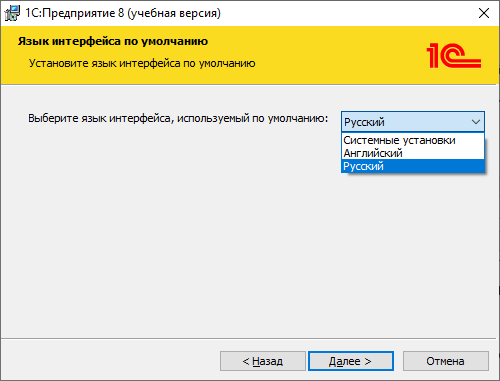 1С:Предприятие 8 (учебная версия)
Язык интерфейса по умолчанию
Установите язык интерфейса по умолчанию
1С
Выберите язык интерфейса, используемый по умолчанию:
Русский
Системные установки
Английский
Русский
< Назад
Далее >
Отмена